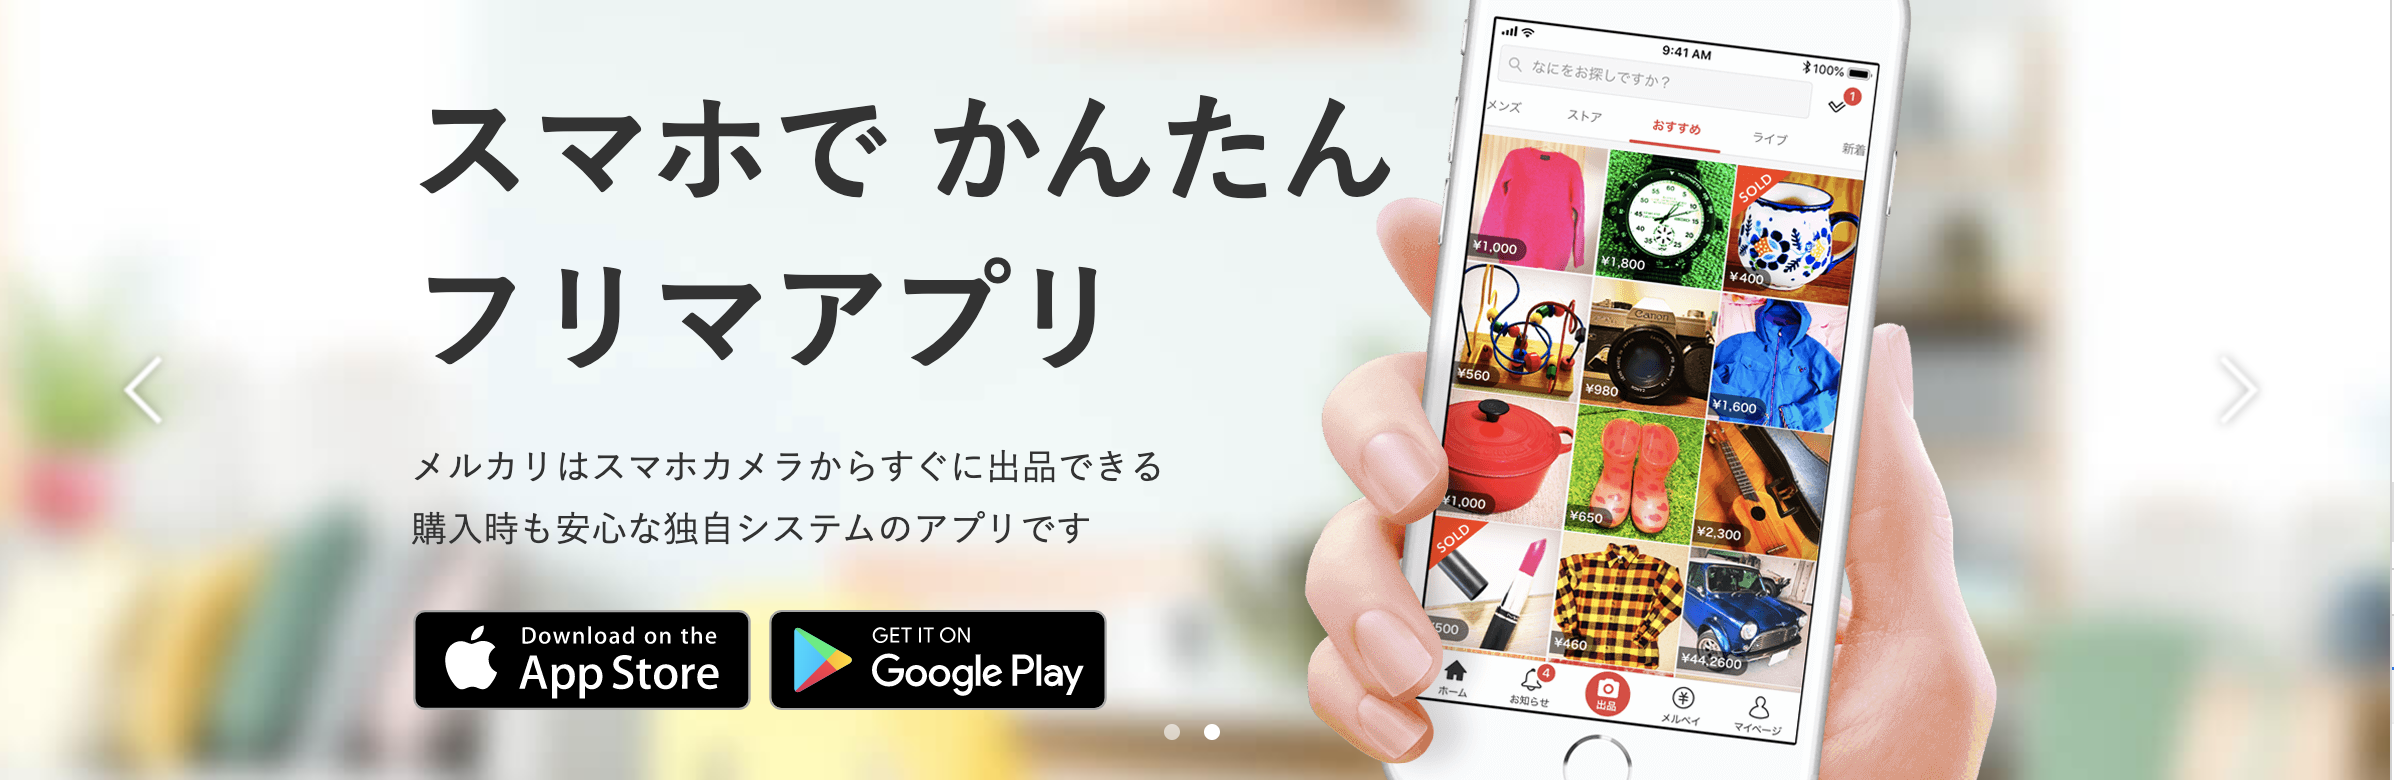 スマホで かんたん
フリマアプリ
メルカリはスマホカメラからすぐに出品できる
購入時も安心な独自システムのアプリです
Download on the
App Store
GET IT ON
Google Play
9:41 AM
100%
なにをお探しですか？
1
メンズ
ストア
おすすめ
ライブ
新着
¥1,000
¥1,800
SOLD
¥400
¥560
Canon
¥980
¥1,600
¥1,000
¥650
¥2,300
SOLD
¥460
¥44,2600
ホーム
4
お知らせ
出品
メルペイ
マイページ